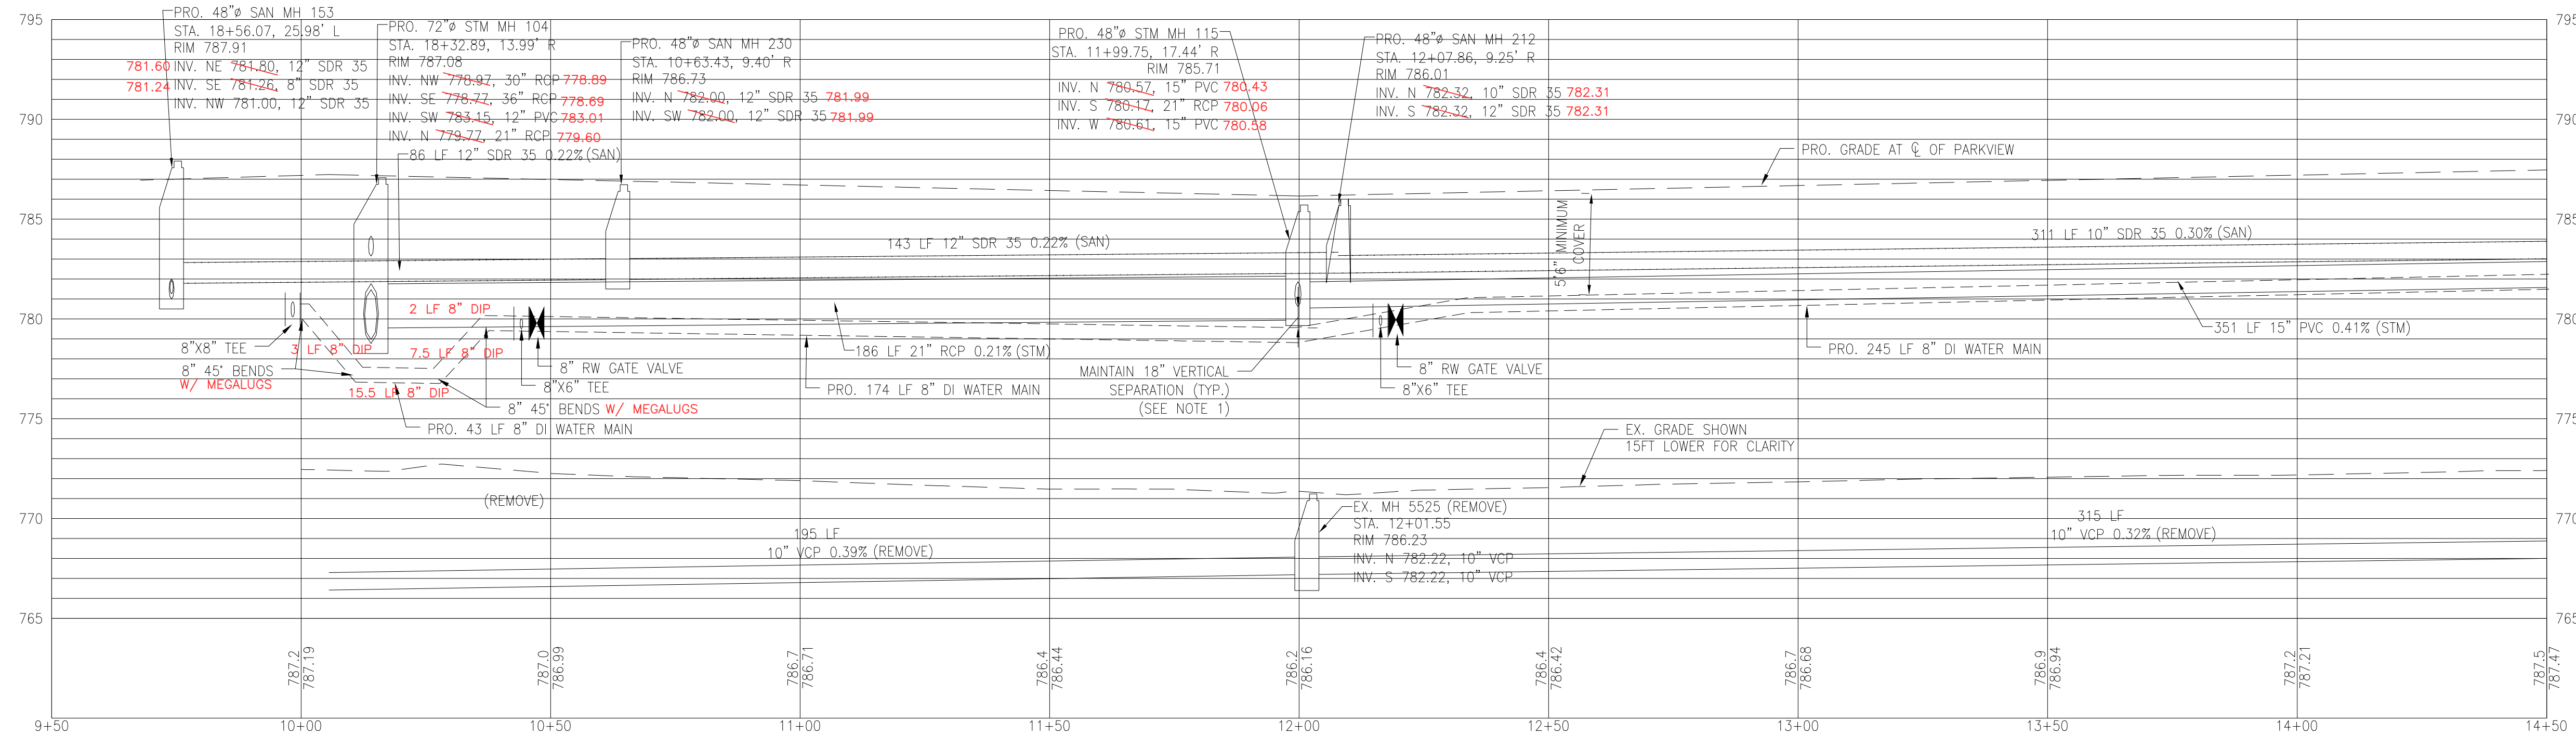 795
795
790
790
785
785
780
780
775
775
770
770
765
765
PRO. 48"ø SAN MH 153
STA. 18+56.07, 25.98' L
RIM 787.91
781.60 INV. NE 781.80, 12" SDR 35
781.24 INV. SE 781.26, 8" SDR 35
INV. NW 781.00, 12" SDR 35
PRO. 72"ø STM MH 104
STA. 18+32.89, 13.99' R
RIM 787.08
INV. NW 778.97, 30" RCP 778.89
INV. SE 778.77, 36" RCP 778.69
INV. SW 783.15, 12" PVC 783.01
INV. N 779.77, 21" RCP 779.60
86 LF 12" SDR 35 0.22% (SAN)
PRO. 48"ø SAN MH 230
STA. 10+63.43, 9.40' R
RIM 786.73
INV. N 782.00, 12" SDR 35 781.99
INV. SW 782.00, 12" SDR 35 781.99
PRO. 48"ø STM MH 115
STA. 11+99.75, 17.44' R
RIM 785.71
INV. N 780.57, 15" PVC 780.43
INV. S 780.17, 21" RCP 780.06
INV. W 780.61, 15" PVC 780.58
PRO. 48"ø SAN MH 212
STA. 12+07.86, 9.25' R
RIM 786.01
INV. N 782.32, 10" SDR 35 782.31
INV. S 782.32, 12" SDR 35 782.31
PRO. GRADE AT ℄ OF PARKVIEW
143 LF 12" SDR 35 0.22% (SAN)
5'6" MINIMUM
COVER
311 LF 10" SDR 35 0.30% (SAN)
2 LF 8" DIP
8"X8" TEE
3 LF 8" DIP
7.5 LF 8" DIP
8" 45° BENDS
W/ MEGALUGS
15.5 LF 8" DIP
8" RW GATE VALVE
8"X6" TEE
8" 45° BENDS W/ MEGALUGS
PRO. 43 LF 8" DI WATER MAIN
186 LF 21" RCP 0.21% (STM)
PRO. 174 LF 8" DI WATER MAIN
MAINTAIN 18" VERTICAL
SEPARATION (TYP.)
(SEE NOTE 1)
8" RW GATE VALVE
8"X6" TEE
PRO. 245 LF 8" DI WATER MAIN
351 LF 15" PVC 0.41% (STM)
EX. GRADE SHOWN
15FT LOWER FOR CLARITY
(REMOVE)
195 LF
10" VCP 0.39% (REMOVE)
EX. MH 5525 (REMOVE)
STA. 12+01.55
RIM 786.23
INV. N 782.22, 10" VCP
INV. S 782.22, 10" VCP
315 LF
10" VCP 0.32% (REMOVE)
787.2
787.19
787.0
786.99
786.7
786.71
786.4
786.44
786.2
786.16
786.4
786.42
786.7
786.68
786.9
786.94
787.2
787.21
787.5
787.47
9+50
10+00
10+50
11+00
11+50
12+00
12+50
13+00
13+50
14+00
14+50